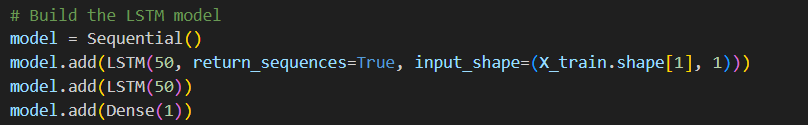 # Build the LSTM model
model = Sequential()
model.add(LSTM(50, return_sequences=True, input_shape=(X_train.shape[1], 1)))
model.add(LSTM(50))
model.add(Dense(1))